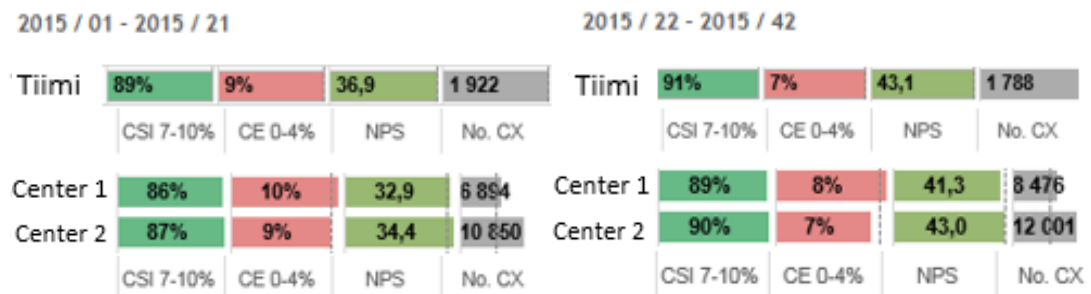 2015 / 01 - 2015 / 21
Tiimi 89% 9% 36,9 1 922
CSI 7-10% CE 0-4% NPS No. CX
Center 1 86% 10% 32,9 6 894
Center 2 87% 9% 34,4 10 850
CSI 7-10% CE 0-4% NPS No. CX
2015 / 22 - 2015 / 42
Tiimi 91% 7% 43,1 1 788
CSI 7-10% CE 0-4% NPS No. CX
Center 1 89% 8% 41,3 8 476
Center 2 90% 7% 43,0 12 001
CSI 7-10% CE 0-4% NPS No. CX